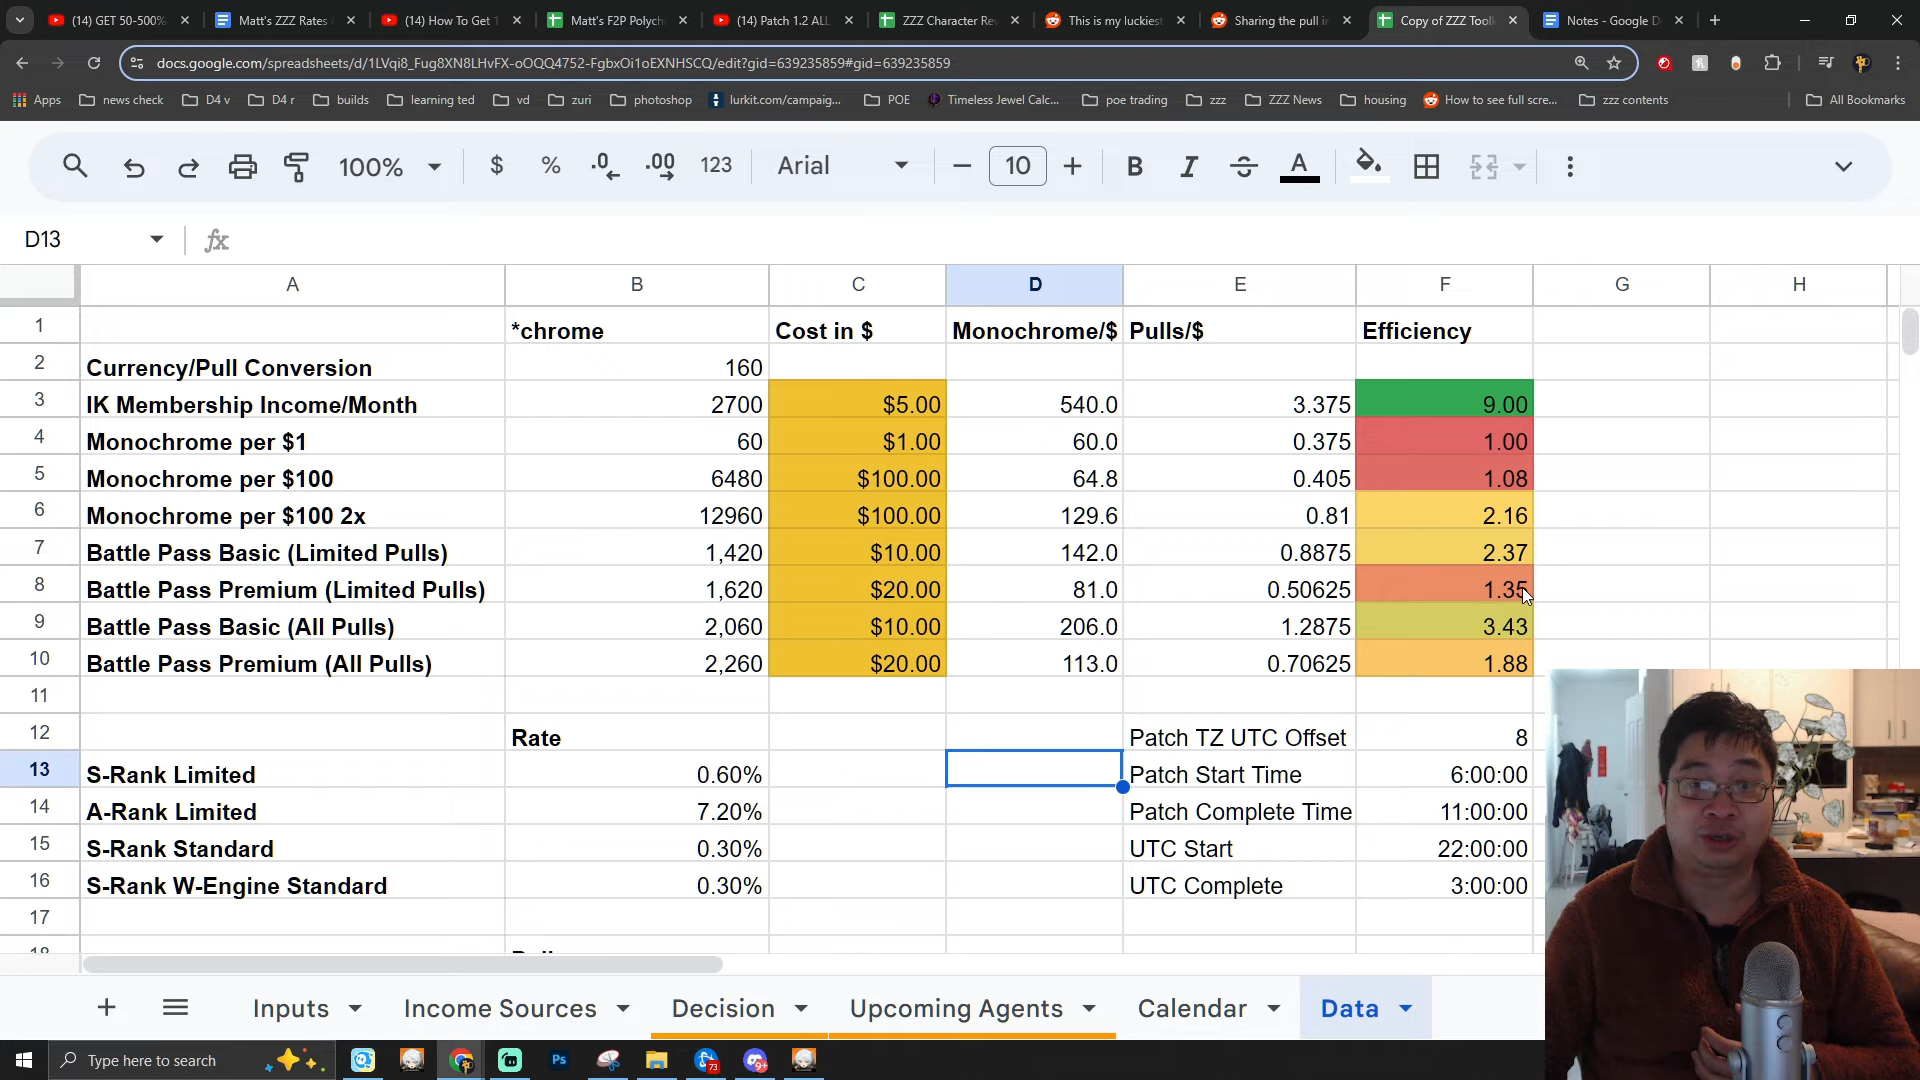 (14) GET 50-500%
Matt's ZZZ Rates
(14) How To Get 1
Matt's F2P Polych
(14) Patch 1.2 ALL
ZZZ Character Re
This is my luckiest
Sharing the pull in
Copy of ZZZ Tool
Notes - Google D
docs.google.com/spreadsheets/d/1LVqi8_Fug8XN8LHvFX-oOQQ4752-FgbxOi1oEXNHSCQ/edit?gid=639235859#gid=639235859
Apps
news check
D4 v
D4 r
builds
learning ted
vd
zuri
photoshop
lurkit.com/campaig...
POE
Timeless Jewel Calc...
poe trading
zzz
ZZZ News
housing
How to see full scre...
zzz contents
All Bookmarks
100%
$
%
.0
.00
123
Arial
10
B
I
S
A
D13
fx
A B C D E F G H
1 *chrome Cost in $ Monochrome/$ Pulls/$ Efficiency
2 Currency/Pull Conversion 160
3 IK Membership Income/Month 2700 $5.00 540.0 3.375 9.00
4 Monochrome per $1 60 $1.00 60.0 0.375 1.00
5 Monochrome per $100 6480 $100.00 64.8 0.405 1.08
6 Monochrome per $100 2x 12960 $100.00 129.6 0.81 2.16
7 Battle Pass Basic (Limited Pulls) 1,420 $10.00 142.0 0.8875 2.37
8 Battle Pass Premium (Limited Pulls) 1,620 $20.00 81.0 0.50625 1.35
9 Battle Pass Basic (All Pulls) 2,060 $10.00 206.0 1.2875 3.43
10 Battle Pass Premium (All Pulls) 2,260 $20.00 113.0 0.70625 1.88
11
12 Rate Patch TZ UTC Offset 8
13 S-Rank Limited 0.60% Patch Start Time 6:00:00
14 A-Rank Limited 7.20% Patch Complete Time 11:00:00
15 S-Rank Standard 0.30% UTC Start 22:00:00
16 S-Rank W-Engine Standard 0.30% UTC Complete 3:00:00
17
Inputs
Income Sources
Decision
Upcoming Agents
Calendar
Data
Type here to search
Ps
73
9+